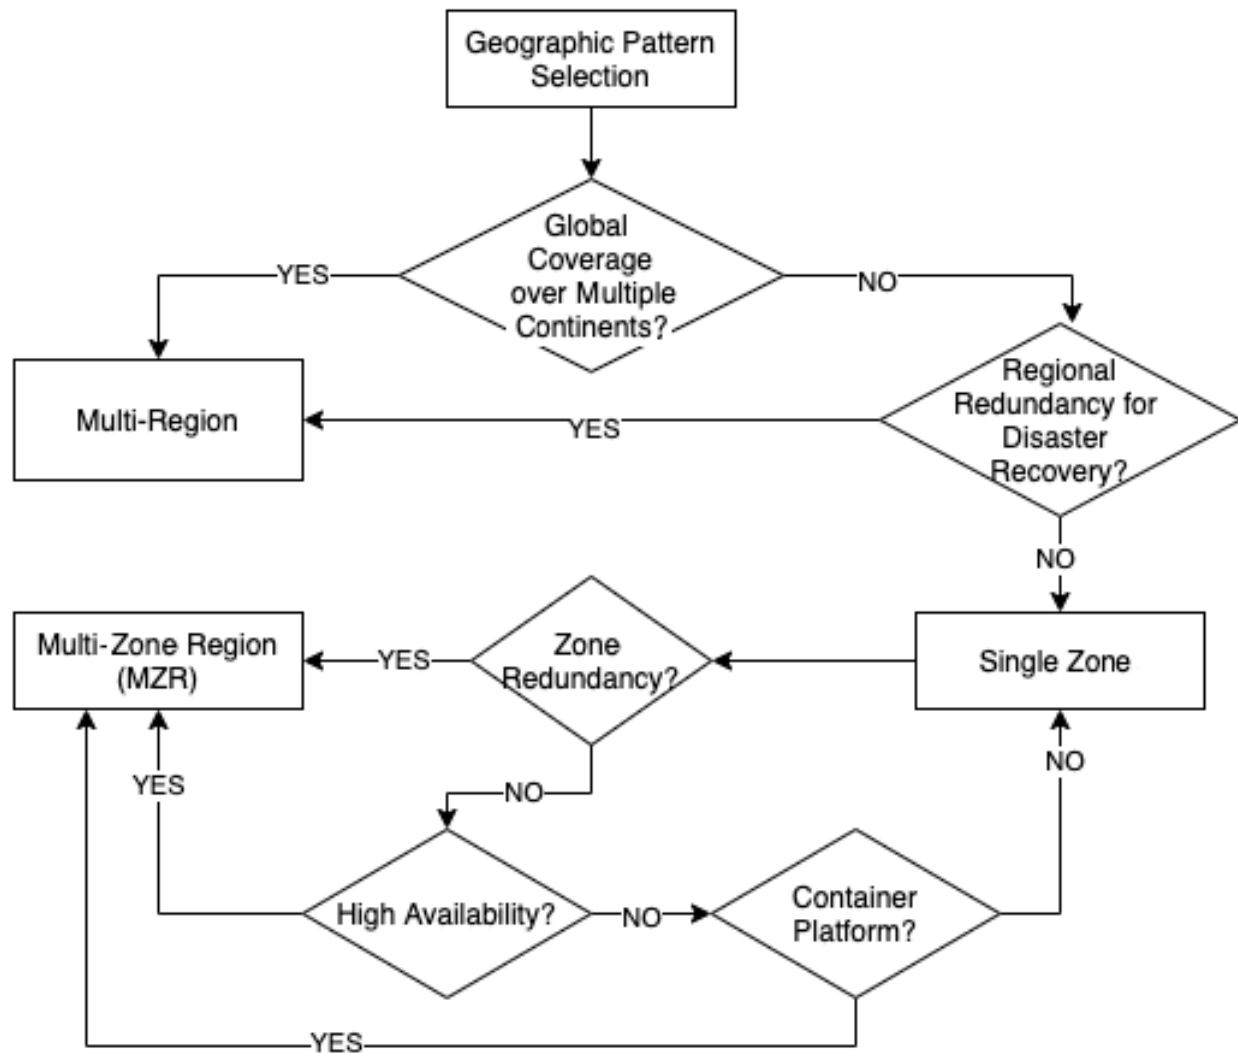 Geographic Pattern
Selection
Global
Coverage
over Multiple
Continents?
YES
NO
Multi-Region
YES
Regional
Redundancy for
Disaster
Recovery?
NO
Multi-Zone Region
(MZR)
YES
Zone
Redundancy?
Single Zone
YES
NO
NO
High Availability?
NO
Container
Platform?
YES